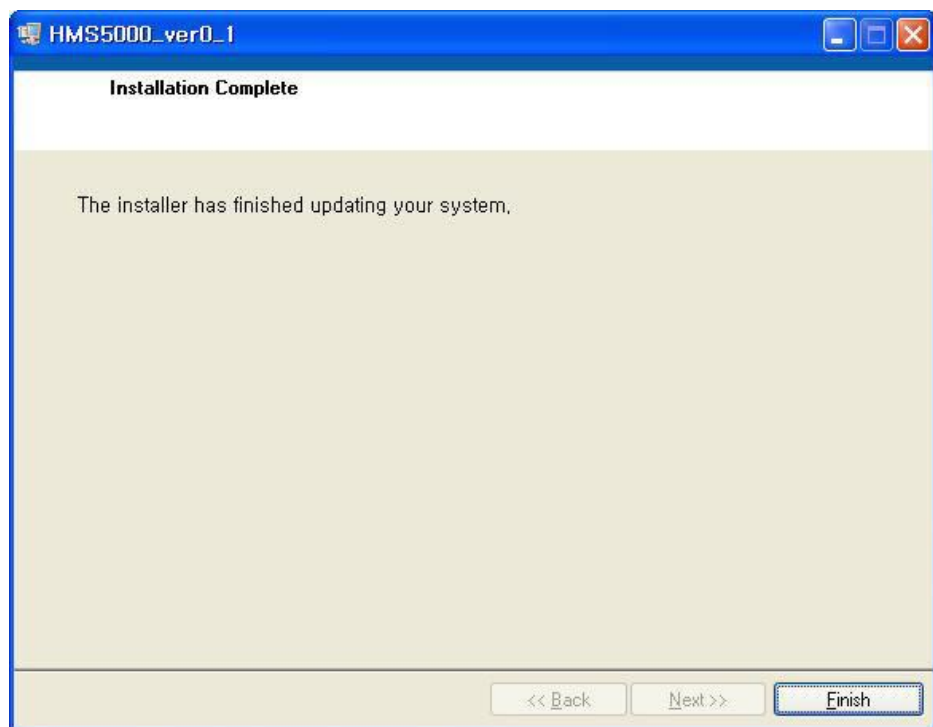 HMS5000_ver0_1
Installation Complete
The installer has finished updating your system,
<< Back
Next >>
Finish